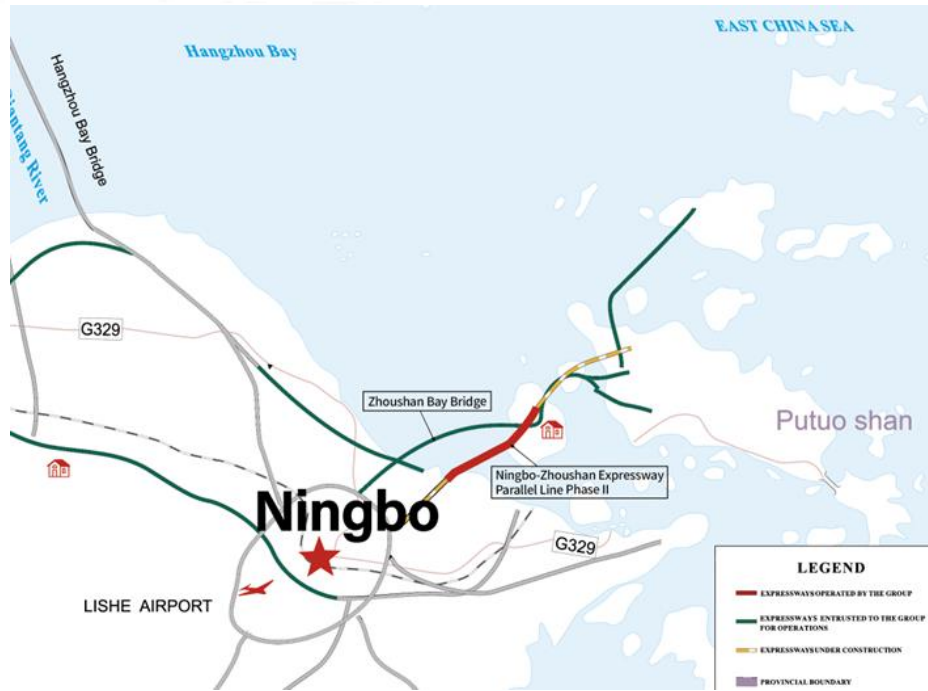 EAST CHINA SEA
Hangzhou Bay
Hangzhou Bay Bridge
River
G329
Zhoushan Bay Bridge
Putuo shan
Ningbo-Zhoushan Expressway
Parallel Line Phase II
Ningbo
G329
LISHE AIRPORT
LEGEND
EXPRESSWAYS OPERATED BY THE GROUP
EXPRESSWAYS ENTRUSTED TO THE GROUP
FOR OPERATIONS
EXPRESSWAYS UNDER CONSTRUCTION
PROVINCIAL BOUNDARY